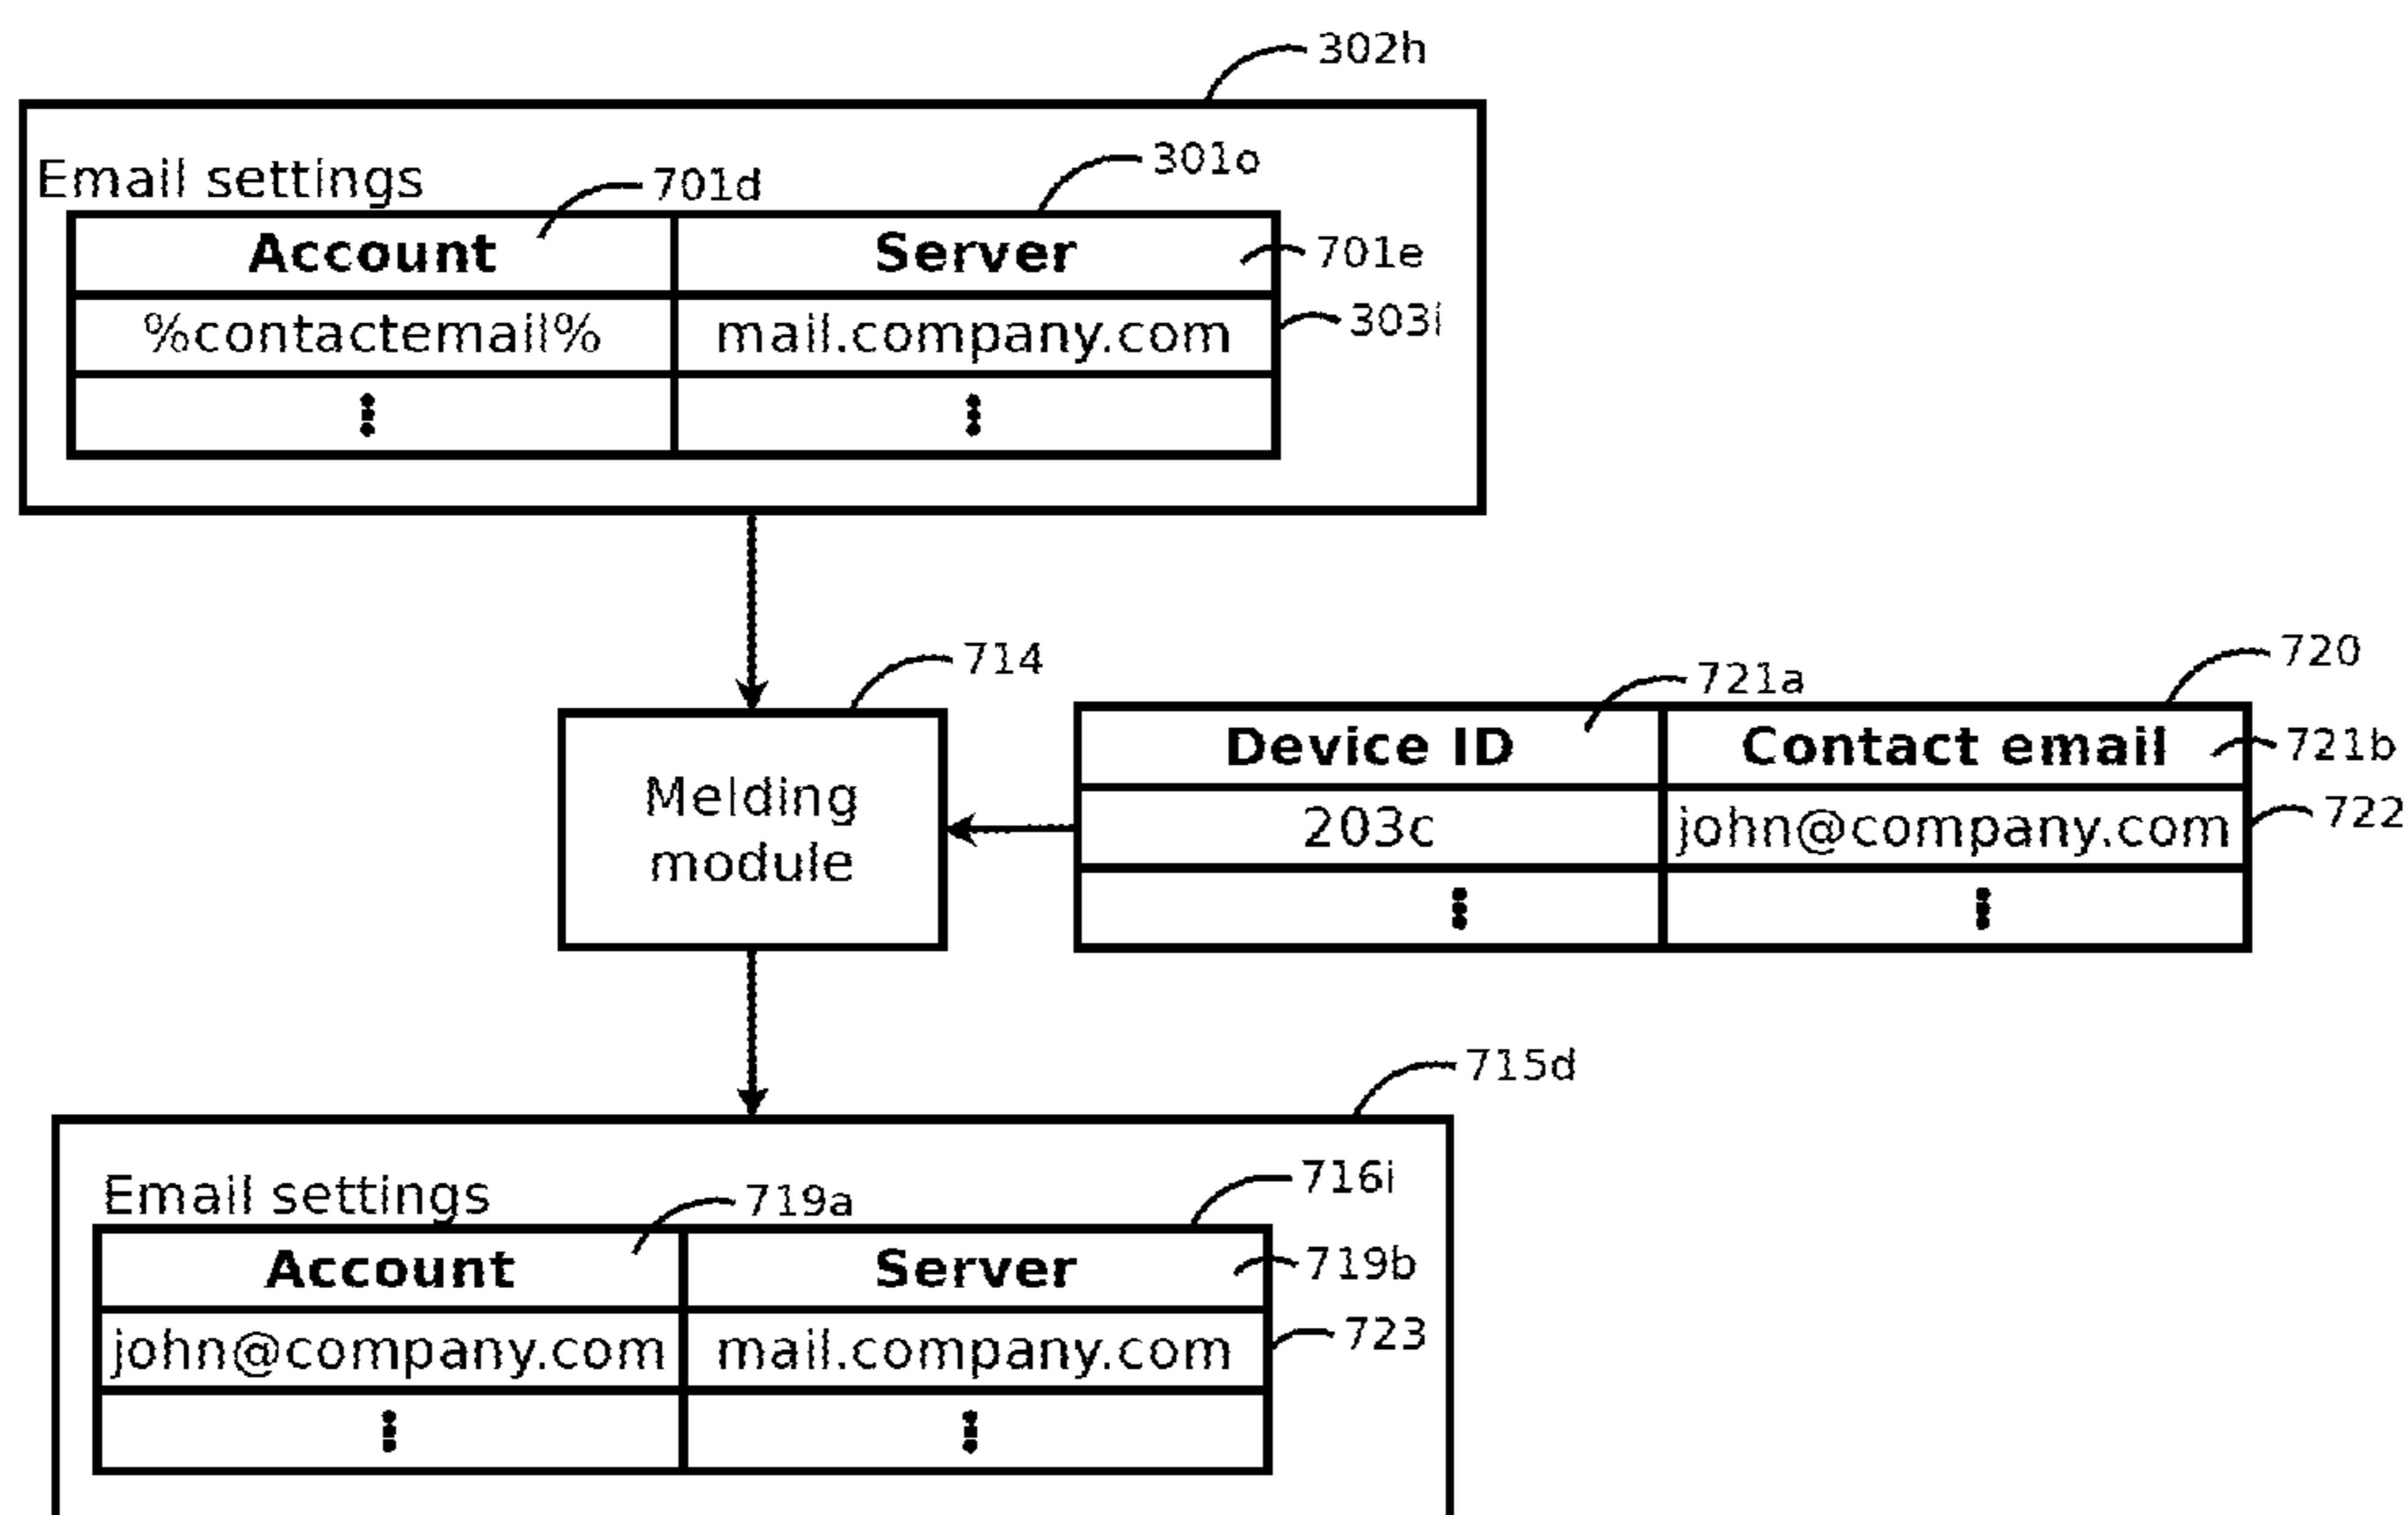 302h
Email settings
701d
301o
Account Server
701e
%contactemail% mail.company.com
303i
714
720
721a
Device ID Contact email
721b
Melding
module
203c john@company.com
722
715d
Email settings
719a
716i
Account Server
719b
john@company.com mail.company.com
723